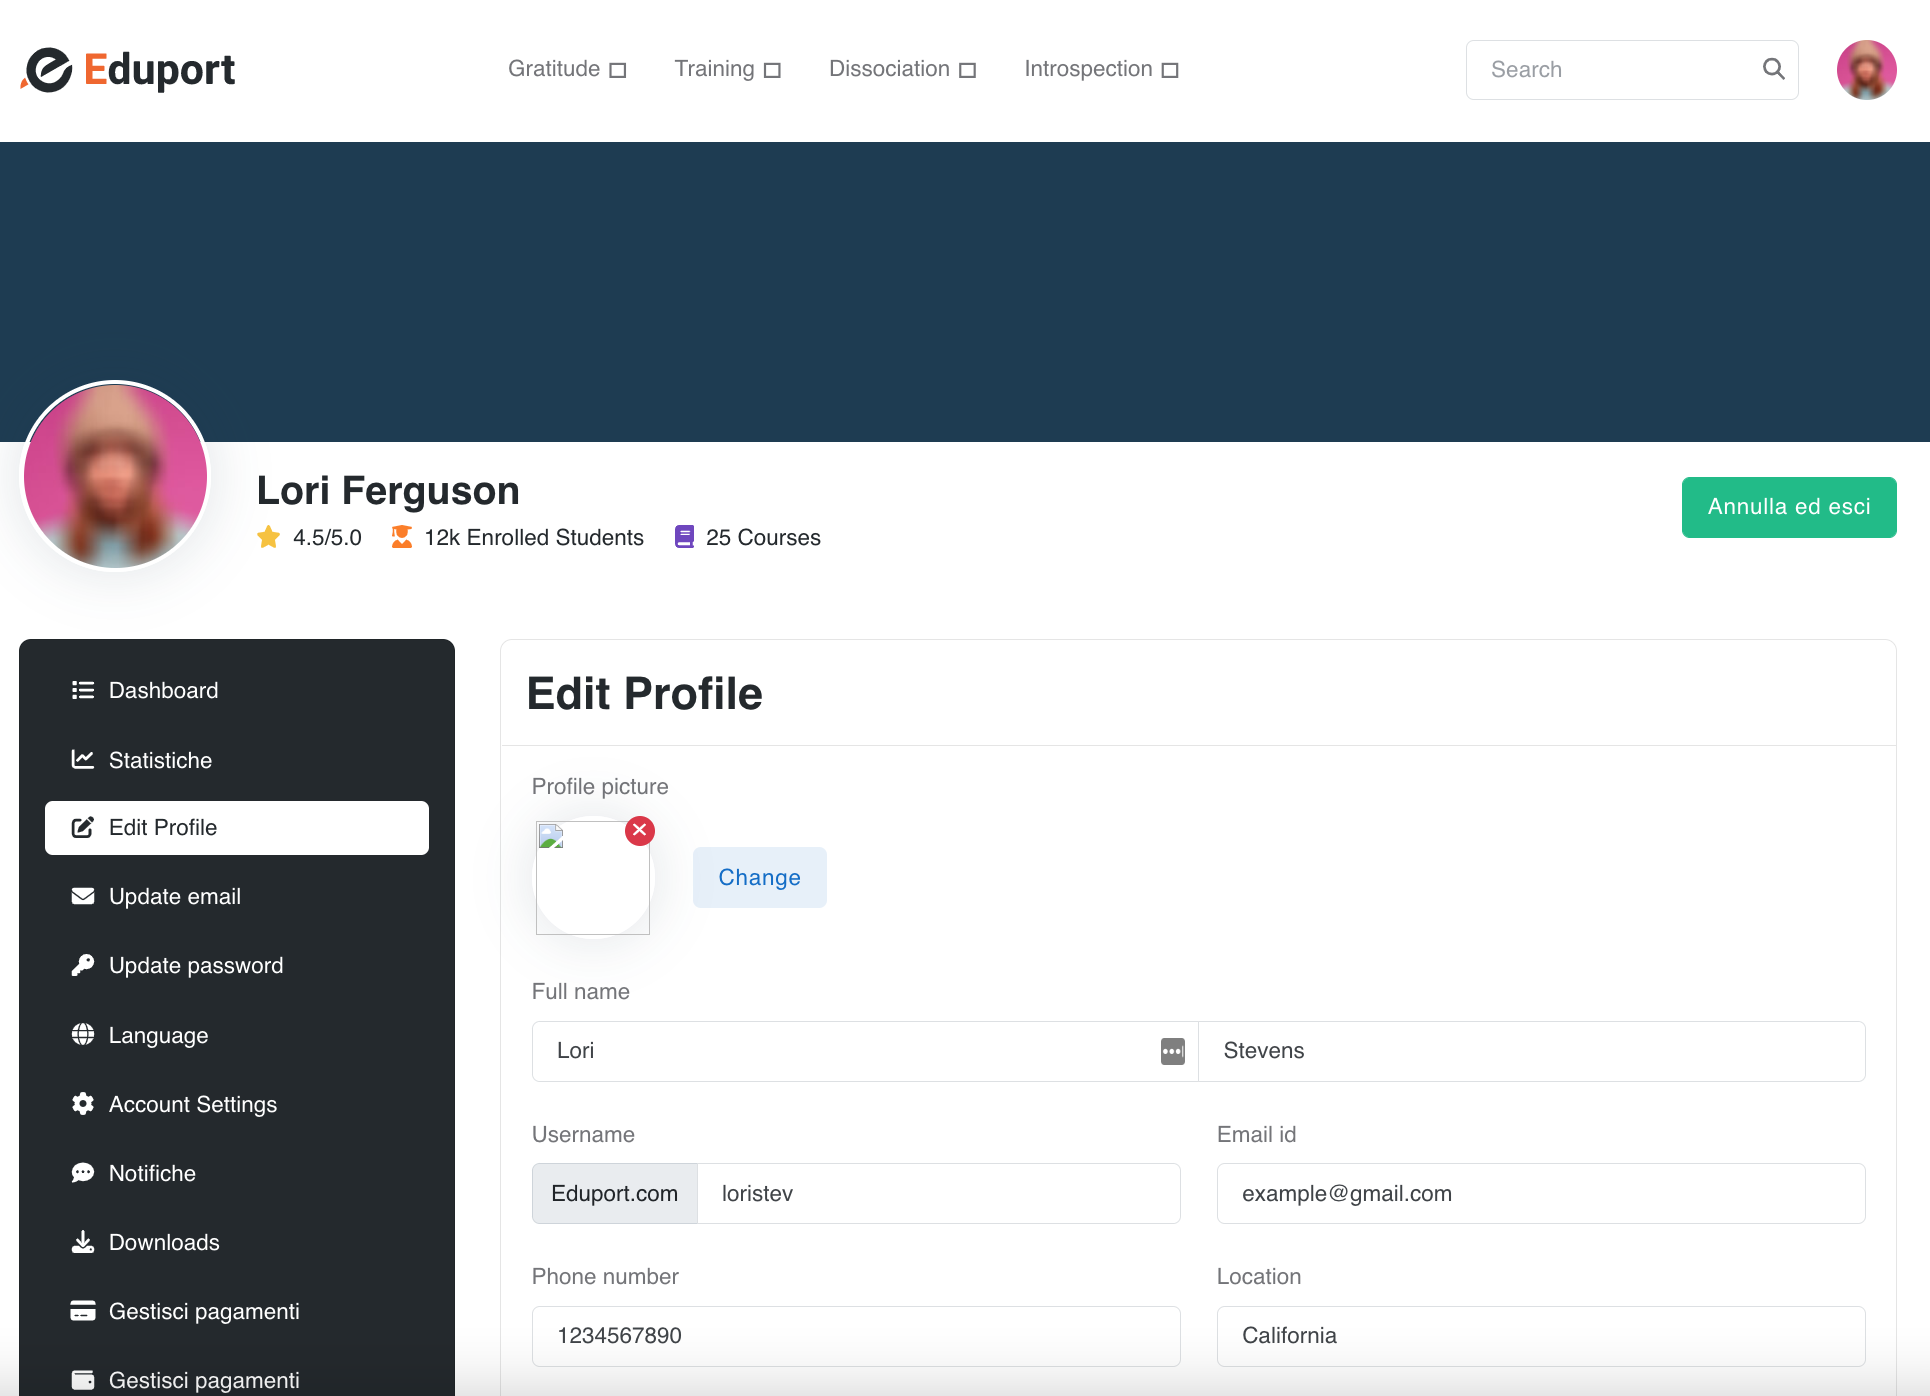 Eduport
Gratitude Training Dissociation Introspection
Search
Lori Ferguson
4.5/5.0 12k Enrolled Students 25 Courses
Annulla ed esci
Dashboard
Statistiche
Edit Profile
Update email
Update password
Language
Account Settings
Notifiche
Downloads
Gestisci pagamenti
Gestisci pagamenti
Edit Profile
Profile picture
Change
Full name
Lori
Stevens
Username
Eduport.com loristev
Email id
example@gmail.com
Phone number
1234567890
Location
California